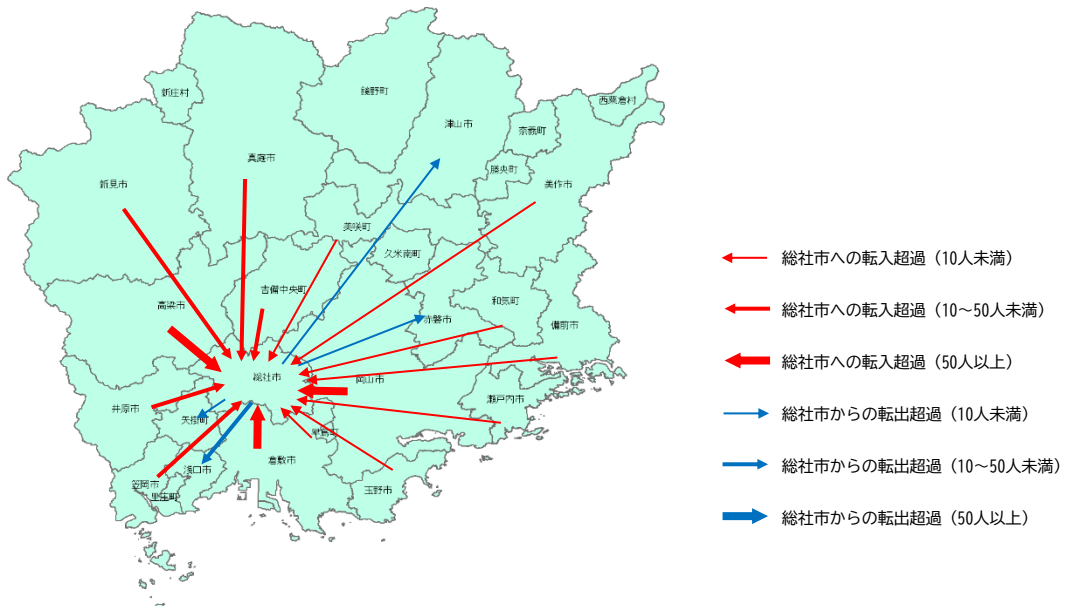 鏡野町
新庄村
西粟倉村
津山市
奈義町
真庭市
勝央町
新見市
美作市
美咲町
久米南町
吉備中央町
高梁市
和気町
赤磐市
備前市
総社市
岡山市
瀬戸内市
井原市
矢掛町
早島町
倉敷市
浅口市
笠岡市
里庄町
玉野市
総社市への転入超過（10人未満）
総社市への転入超過（10～50人未満）
総社市への転入超過（50人以上）
総社市からの転出超過（10人未満）
総社市からの転出超過（10～50人未満）
総社市からの転出超過（50人以上）